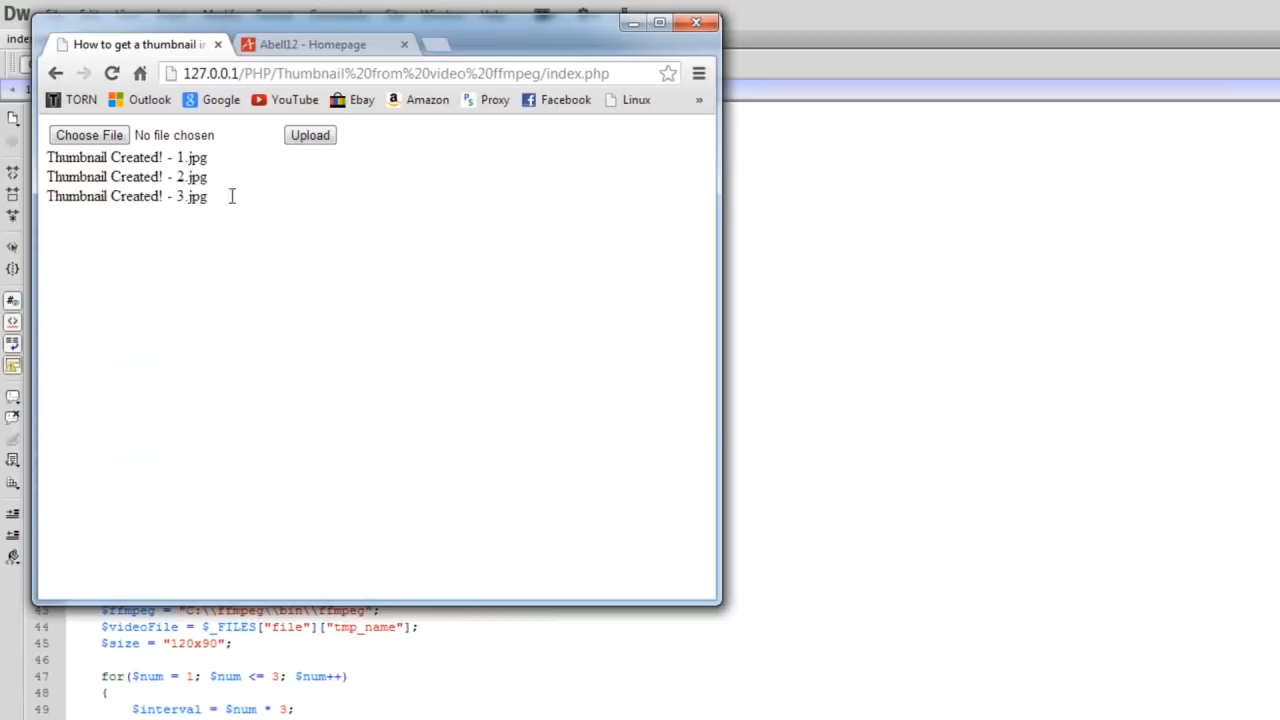 Dw
index
How to get a thumbnail in
Abell12 - Homepage
127.0.0.1/PHP/Thumbnail%20from%20video%20ffmpeg/index.php
TORN Outlook Google YouTube Ebay Amazon Proxy Facebook Linux »
Choose File No file chosen Upload
Thumbnail Created! - 1.jpg
Thumbnail Created! - 2.jpg
Thumbnail Created! - 3.jpg
43 $ffmpeg = "C:\\ffmpeg\\bin\\ffmpeg";
44 $videoFile = $_FILES["file"]["tmp_name"];
45 $size = "120x90";
46
47 for($num = 1; $num <= 3; $num++)
48 {
49 $interval = $num * 3;